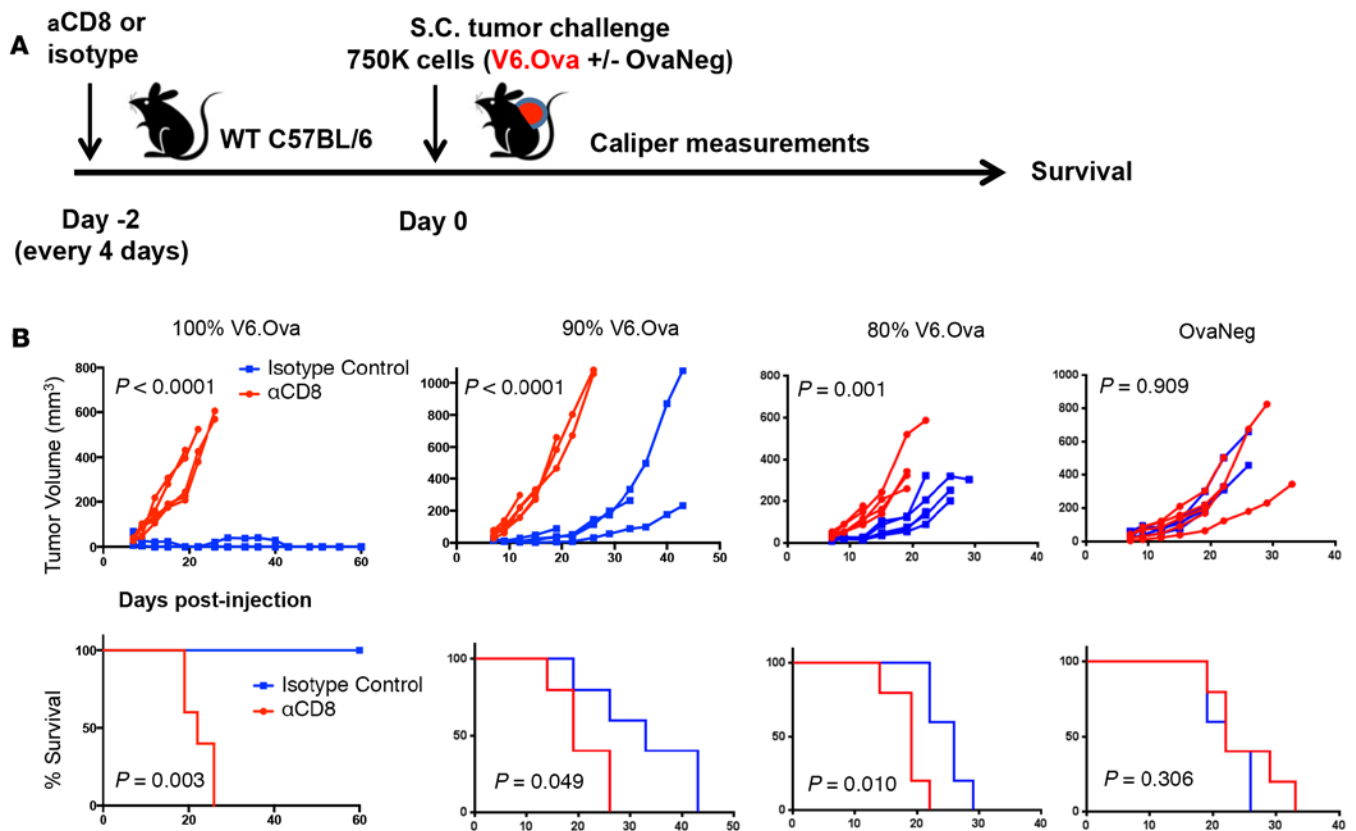 A
aCD8 or
isotype
S.C. tumor challenge
750K cells (V6.Ova +/- OvaNeg)
WT C57BL/6
Caliper measurements
Survival
Day -2
(every 4 days)
Day 0
B
100% V6.Ova
90% V6.Ova
80% V6.Ova
OvaNeg
Tumor Volume (mm³)
800
600
400
200
0
P < 0.0001
Isotype Control
αCD8
0 20 40 60
1000
800
600
400
200
0
P < 0.0001
0 10 20 30 40 50
800
600
400
200
0
P = 0.001
0 10 20 30 40
1000
800
600
400
200
0
P = 0.909
0 10 20 30 40
Days post-injection
% Survival
100
50
0
Isotype Control
αCD8
P = 0.003
0 20 40 60
100
50
0
P = 0.049
0 10 20 30 40 50
100
50
0
P = 0.010
0 10 20 30 40
100
50
0
P = 0.306
0 10 20 30 40